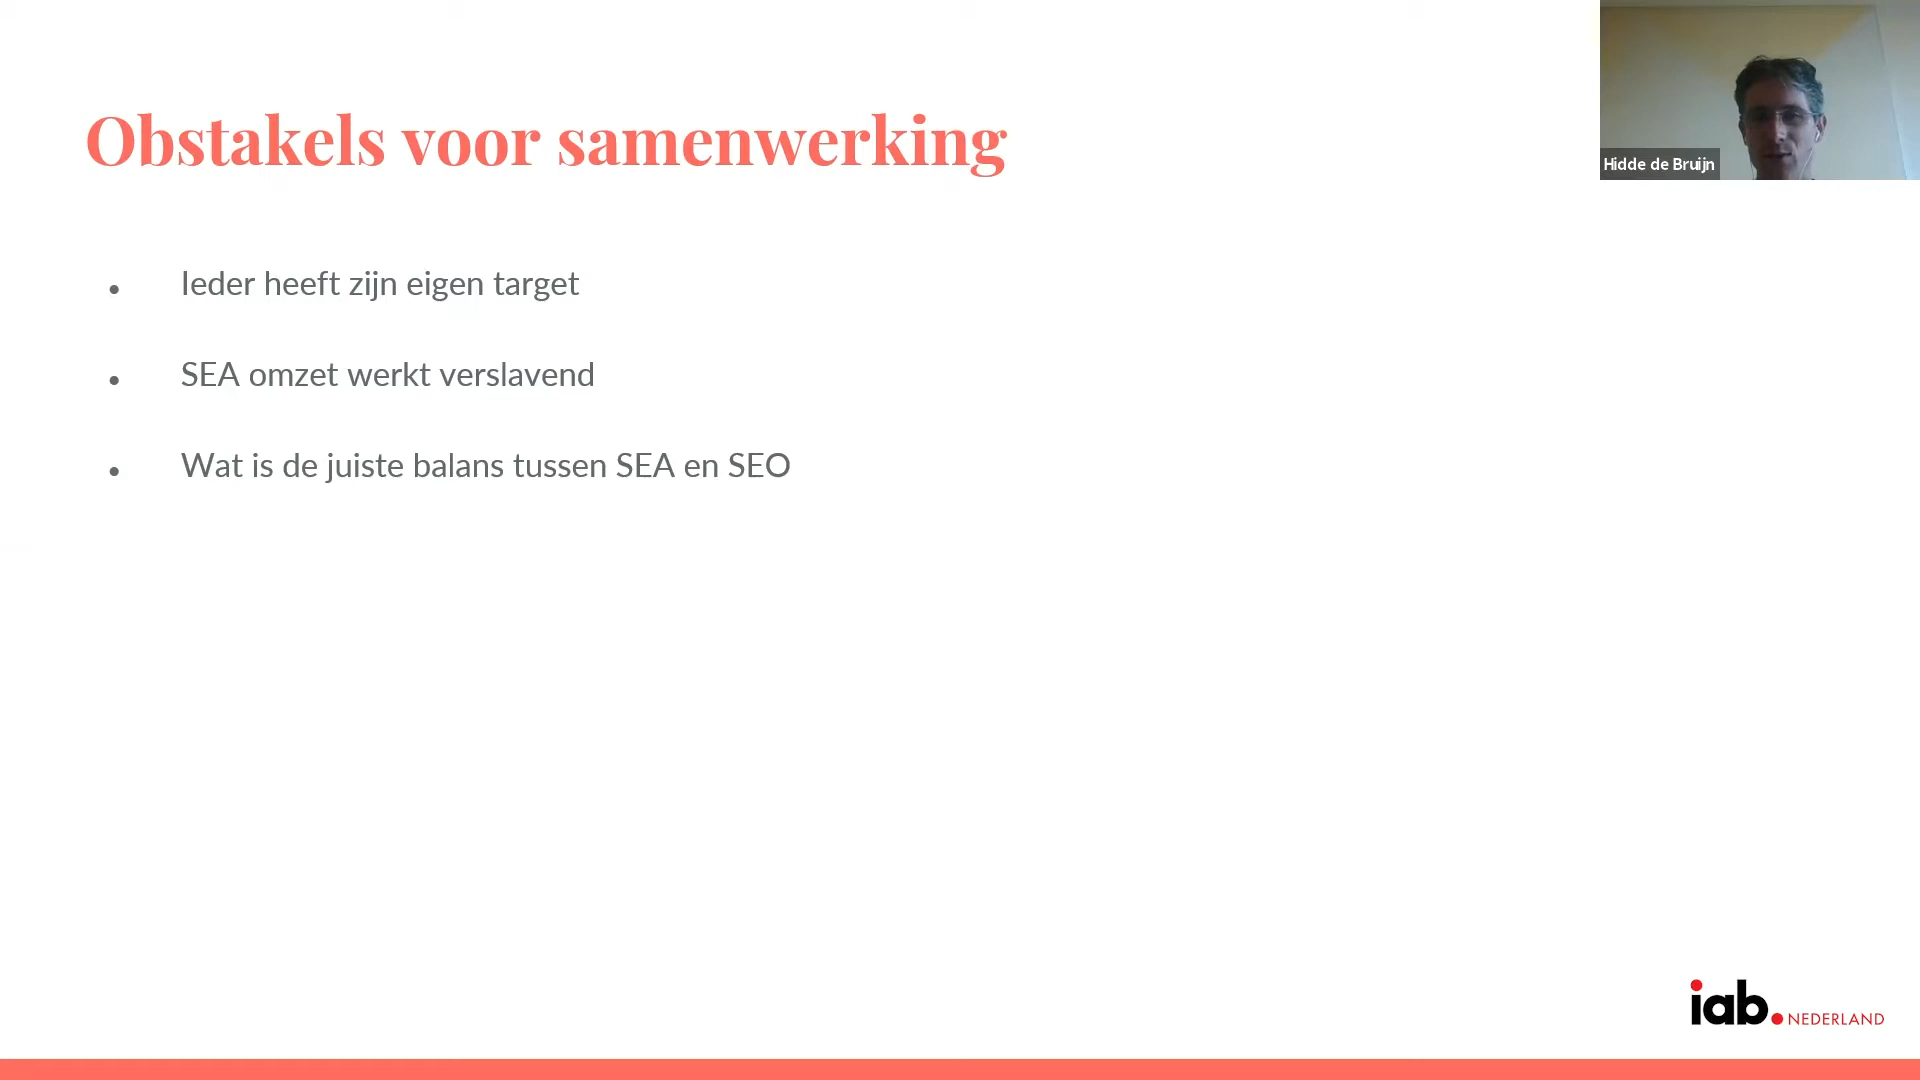 Obstakels voor samenwerking
Hidde de Bruijn
Ieder heeft zijn eigen target
SEA omzet werkt verslavend
Wat is de juiste balans tussen SEA en SEO
iab.NEDERLAND